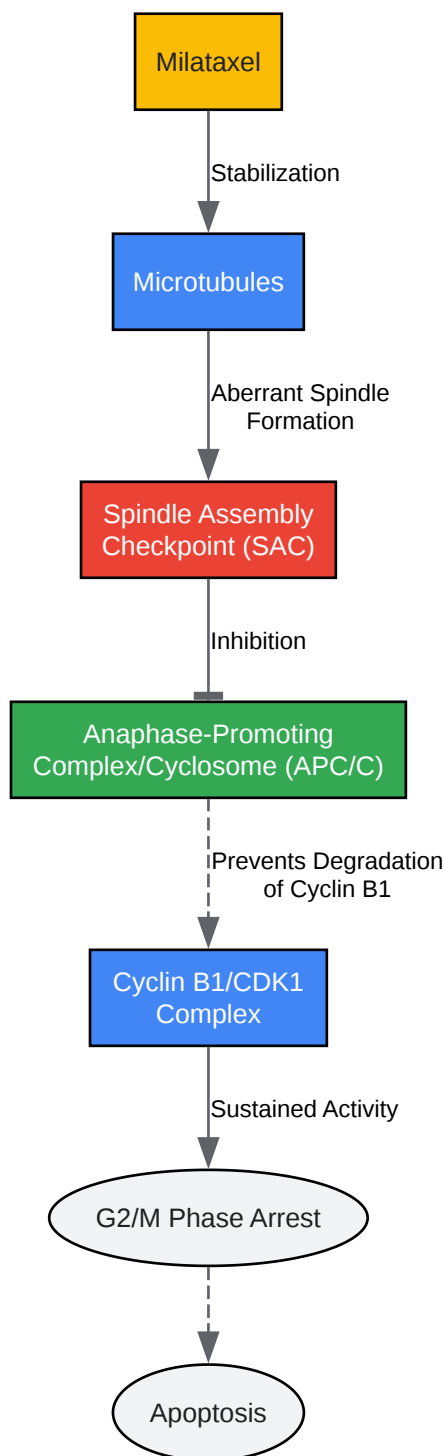 Milataxel
Stabilization
Microtubules
Aberrant Spindle
Formation
Spindle Assembly
Checkpoint (SAC)
Inhibition
Anaphase-Promoting
Complex/Cyclosome (APC/C)
Prevents Degradation
of Cyclin B1
Cyclin B1/CDK1
Complex
Sustained Activity
G2/M Phase Arrest
Apoptosis